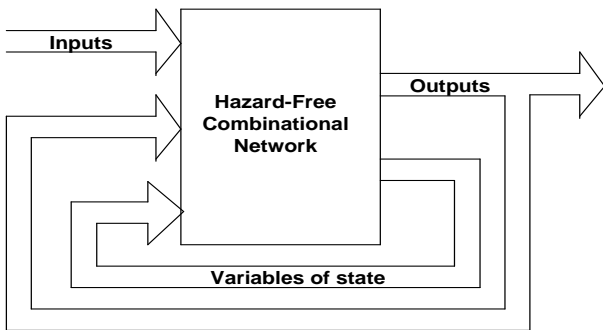 Inputs
Hazard-Free
Combinational
Network
Outputs
Variables of state